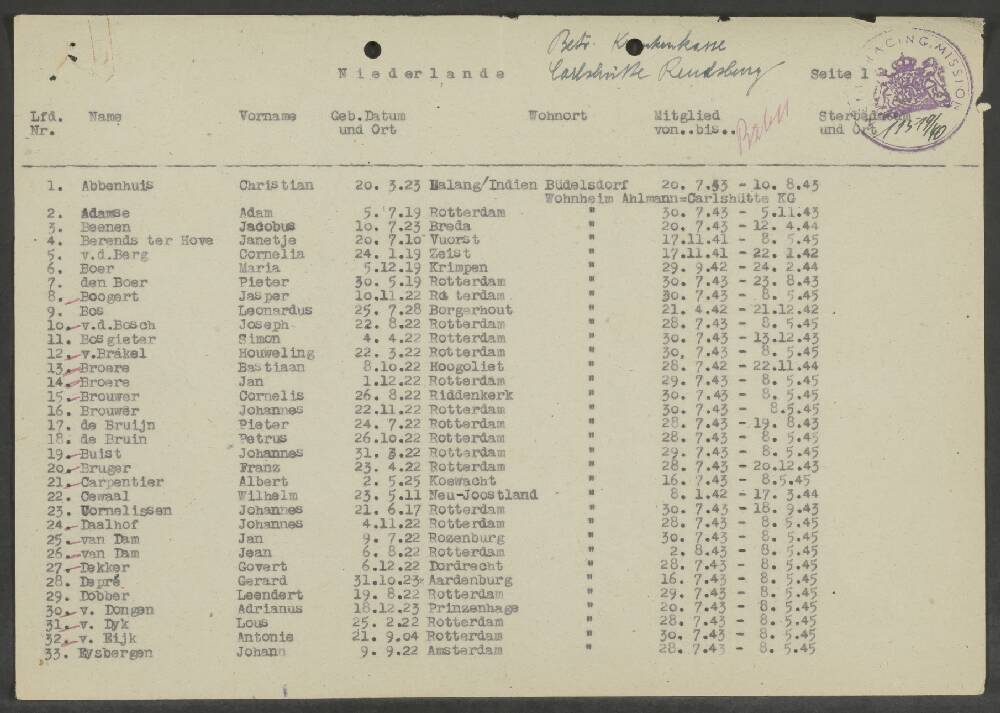 Betr. Krankenkasse
Niederlande Carlshütte Rendsburg Seite 1
TRACING MISSION
Lfd. Name Vorname Geb.Datum Wohnort Mitglied Sterbedatum
Nr. und Ort von..bis.. und Ort
1. Abbenhuis Christian 20. 3.23 Malang/Indien Büdelsdorf 20. 7.43 - 10. 8.43
Wohnheim Ahlmann=Carlshütte KG
2. Adamse Adam 5. 7.19 Rotterdam " 30. 7.43 - 5.11.43
3. Beenen Jacobus 10. 7.23 Breda " 20. 7.43 - 12. 4.44
4. Berends ter Hove Janetje 20. 7.10 Vuorst " 17.11.41 - 8. 5.45
5. v.d.Berg Cornelia 24. 1.19 Zeist " 17.11.41 - 22. 1.42
6. Boer Maria 5.12.19 Krimpen " 29. 9.42 - 24. 2.44
7. den Boer Pieter 30. 5.19 Rotterdam " 30. 7.43 - 23. 8.43
8. Boogert Jasper 10.11.22 Rotterdam " 30. 7.43 - 8. 5.45
9. Bos Leonardus 25. 7.28 Borgerhout " 21. 4.42 - 21.12.42
10. v.d.Bosch Joseph 22. 8.22 Rotterdam " 28. 7.43 - 8. 5.45
11. Bosgieter Simon 4. 4.22 Rotterdam " 30. 7.43 - 13.12.43
12. v.Bräkel Houweling 22. 3.22 Rotterdam " 30. 7.43 - 8. 5.45
13. Broere Bastiaan 8.10.22 Hoogoliet " 28. 7.42 - 22.11.44
14. Broere Jan 1.12.22 Rotterdam " 29. 7.43 - 8. 5.45
15. Brouwer Cornelis 26. 8.22 Riddenkerk " 30. 7.43 - 8. 5.45
16. Brouwer Johannes 22.11.22 Rotterdam " 30. 7.43 - 8.5.45
17. de Bruijn Pieter 24. 7.22 Rotterdam " 28. 7.43 - 19. 8.43
18. de Bruin Petrus 26.10.22 Rotterdam " 28. 7.43 - 8. 5.45
19. Buist Johannes 31. 3.22 Rotterdam " 29. 7.43 - 8. 5.45
20. Bruger Franz 23. 4.22 Rotterdam " 28. 7.43 - 20.12.43
21. Carpentier Albert 2. 5.25 Koewacht " 16. 7.43 - 8.5.45
22. Cewaal Wilhelm 23. 5.11 Neu-Joostland " 8. 1.42 - 17. 3.44
23. Cornelissen Johannes 21. 6.17 Rotterdam " 30. 7.43 - 18. 9.43
24. Daalhof Johannes 4.11.22 Rotterdam " 28. 7.43 - 8. 5.45
25. van Dam Jan 9. 7.22 Rozenburg " 30. 7.43 - 8. 5.45
26. van Dam Jean 6. 8.22 Rotterdam " 2. 8.43 - 8. 5.45
27. Dekker Govert 6.12.22 Dordrecht " 28. 7.43 - 8. 5.45
28. Depré Gerard 31.10.23 Aardenburg " 16. 7.43 - 8. 5.45
29. Dobber Leendert 19. 8.22 Rotterdam " 29. 7.43 - 8. 5.45
30. v. Dongen Adrianus 18.12.23 Prinzenhage " 20. 7.43 - 8. 5.45
31. v. Dyk Lous 25. 2.22 Rotterdam " 28. 7.43 - 8. 5.45
32. v. Eijk Antonie 21. 9.04 Rotterdam " 30. 7.43 - 8. 5.45
33. Eysbergen Johann 9. 9.22 Amsterdam " 28. 7.43 - 8. 5.45